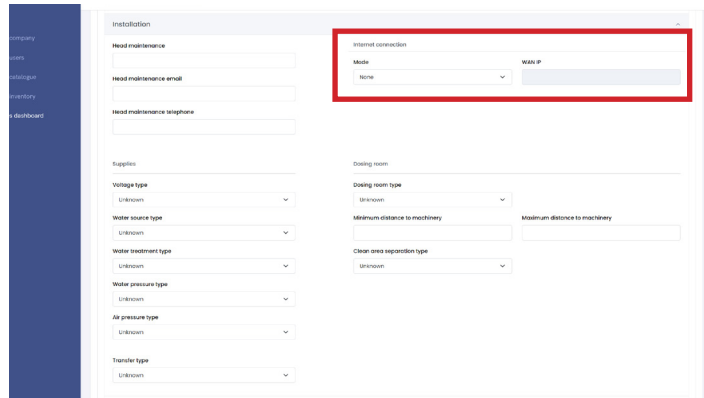 company
users
catalogue
inventory
s dashboard
Installation
Head maintenance
Head maintenance email
Head maintenance telephone
Internet connection
Mode
WAN IP
None
Supplies
Voltage type
Unknown
Water source type
Unknown
Water treatment type
Unknown
Water pressure type
Unknown
Air pressure type
Unknown
Transfer type
Unknown
Dosing room
Dosing room type
Unknown
Minimum distance to machinery
Maximum distance to machinery
Clean area separation type
Unknown